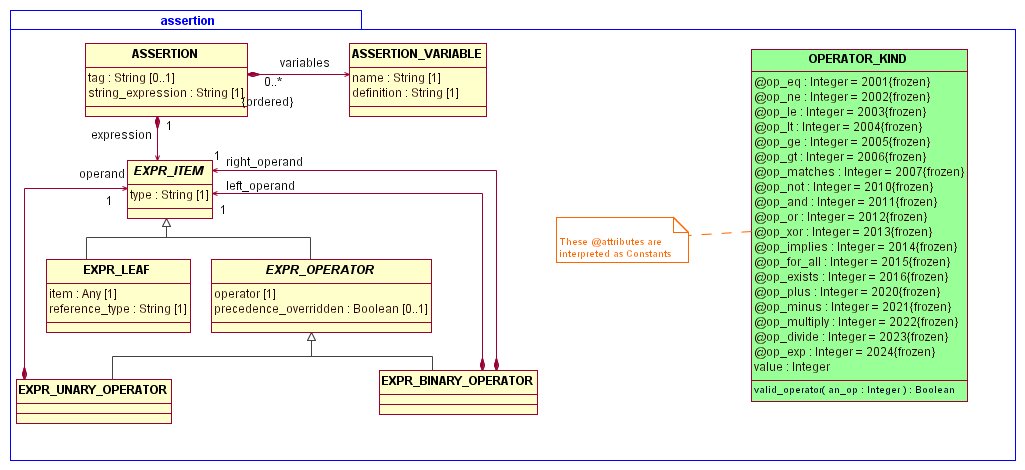 assertion
ASSERTION
tag : String [0..1]
string_expression : String [1]
variables
0..*
{ordered}
ASSERTION_VARIABLE
name : String [1]
definition : String [1]
expression
1
EXPR_ITEM
type : String [1]
operand
1
1
right_operand
left_operand
1
EXPR_LEAF
item : Any [1]
reference_type : String [1]
EXPR_OPERATOR
operator [1]
precedence_overridden : Boolean [0..1]
EXPR_UNARY_OPERATOR
EXPR_BINARY_OPERATOR
These @attributes are
interpreted as Constants
OPERATOR_KIND
@op_eq : Integer = 2001{frozen}
@op_ne : Integer = 2002{frozen}
@op_le : Integer = 2003{frozen}
@op_lt : Integer = 2004{frozen}
@op_ge : Integer = 2005{frozen}
@op_gt : Integer = 2006{frozen}
@op_matches : Integer = 2007{frozen}
@op_not : Integer = 2010{frozen}
@op_and : Integer = 2011{frozen}
@op_or : Integer = 2012{frozen}
@op_xor : Integer = 2013{frozen}
@op_implies : Integer = 2014{frozen}
@op_for_all : Integer = 2015{frozen}
@op_exists : Integer = 2016{frozen}
@op_plus : Integer = 2020{frozen}
@op_minus : Integer = 2021{frozen}
@op_multiply : Integer = 2022{frozen}
@op_divide : Integer = 2023{frozen}
@op_exp : Integer = 2024{frozen}
value : Integer
valid_operator( an_op : Integer ) : Boolean